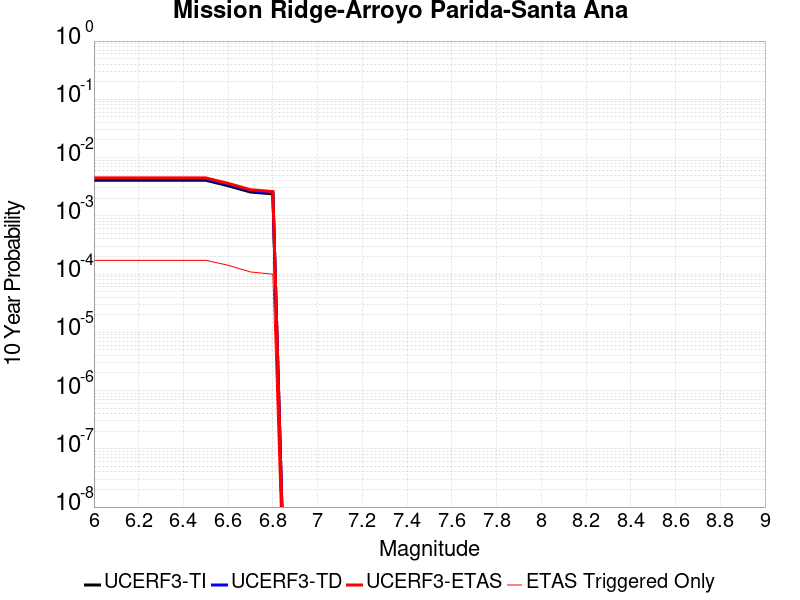 Mission Ridge-Arroyo Parida-Santa Ana
10^0
10^-1
10^-2
10^-3
10^-4
10^-5
10^-6
10^-7
10^-8
10 Year Probability
6 6.2 6.4 6.6 6.8 7 7.2 7.4 7.6 7.8 8 8.2 8.4 8.6 8.8 9
Magnitude
UCERF3-TI UCERF3-TD UCERF3-ETAS ETAS Triggered Only